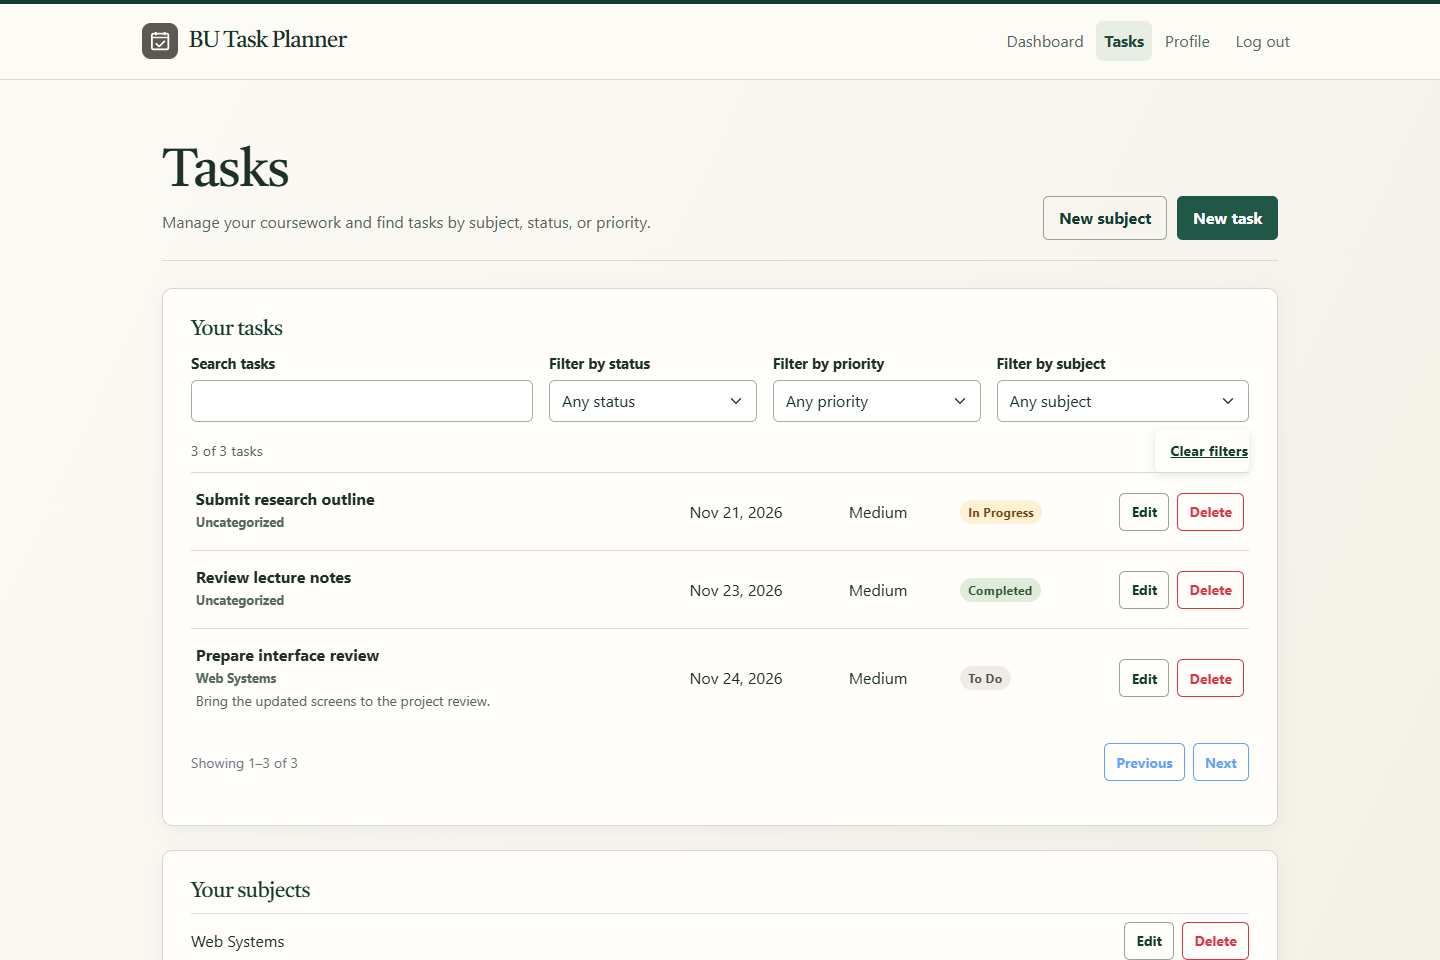 BU Task Planner
Dashboard Tasks Profile Log out
Tasks
Manage your coursework and find tasks by subject, status, or priority.
New subject New task
Your tasks
Search tasks Filter by status Filter by priority Filter by subject
Any status Any priority Any subject
3 of 3 tasks Clear filters
Submit research outline
Uncategorized
Nov 21, 2026 Medium In Progress Edit Delete
Review lecture notes
Uncategorized
Nov 23, 2026 Medium Completed Edit Delete
Prepare interface review
Web Systems
Bring the updated screens to the project review.
Nov 24, 2026 Medium To Do Edit Delete
Showing 1–3 of 3 Previous Next
Your subjects
Web Systems Edit Delete